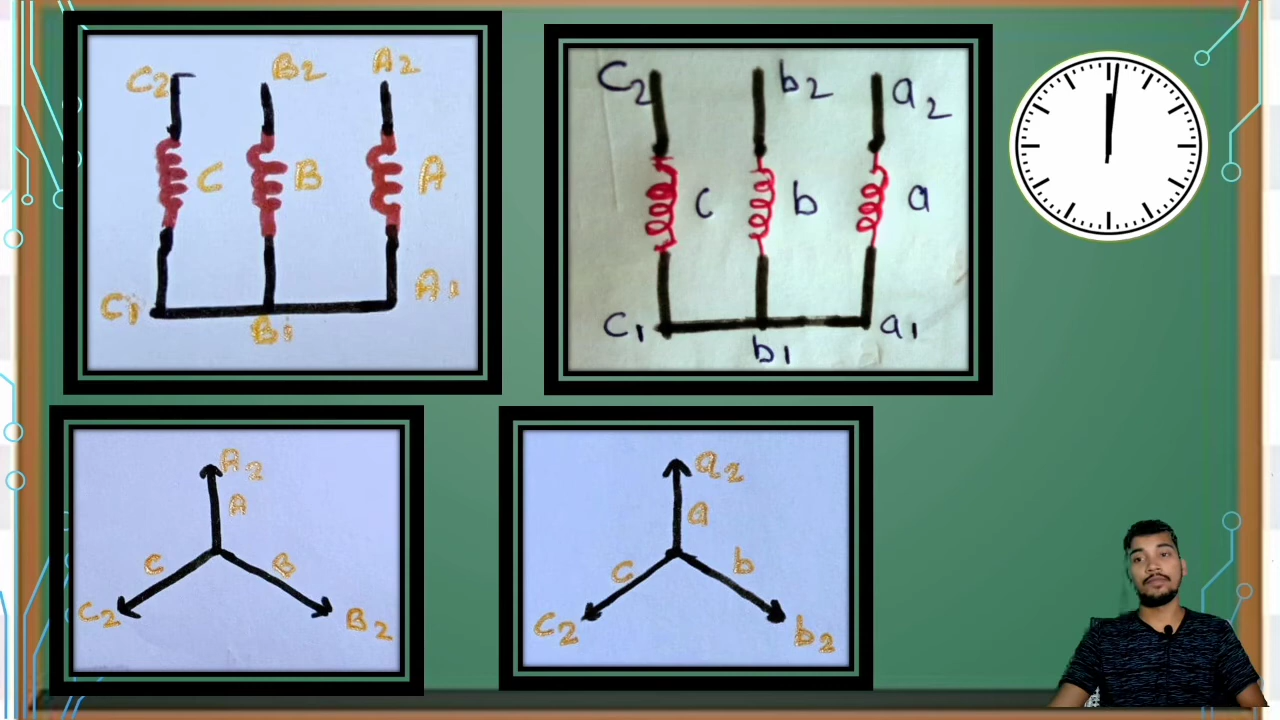 C2 B2 A2
C B A
C1 B1 A1
C2 b2 a2
c b a
C1 b1 a1
A2
A
C B
C2 B2
a2
a
c b
C2 b2